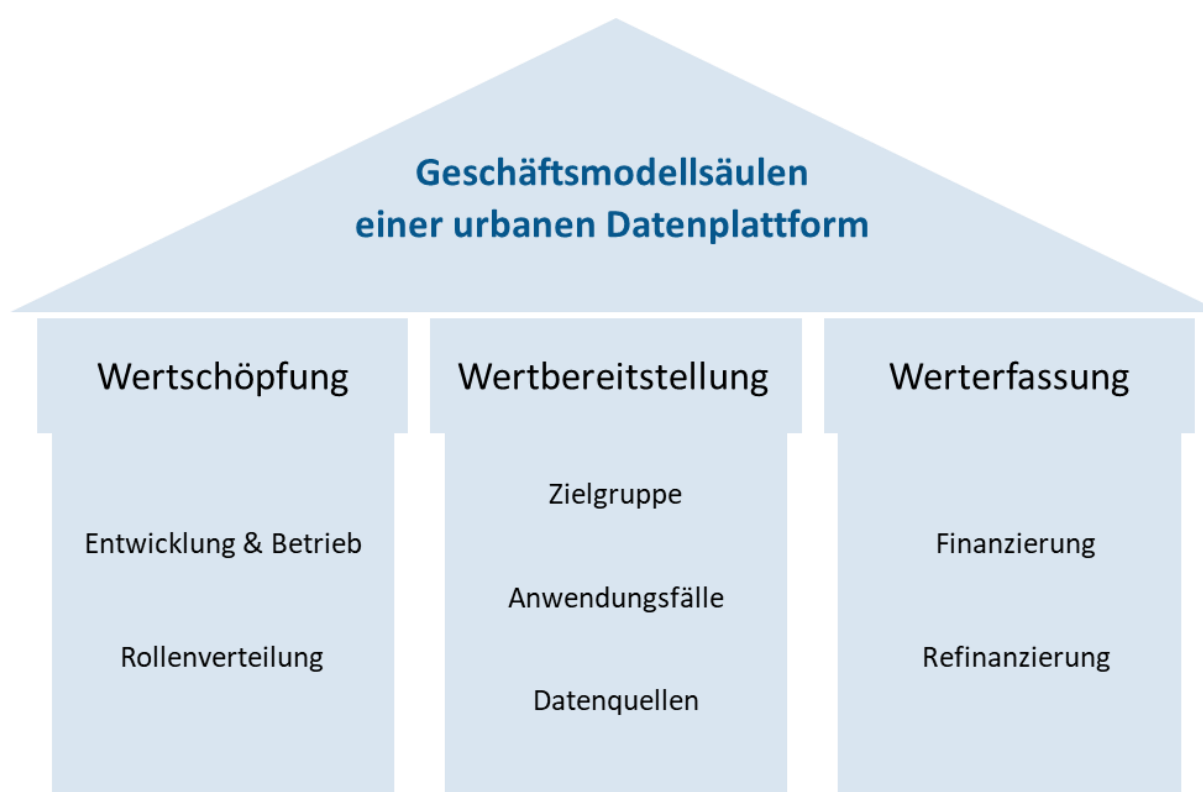 Geschäftsmodellsäulen
einer urbanen Datenplattform
Wertschöpfung
Entwicklung & Betrieb
Rollenverteilung
Wertbereitstellung
Zielgruppe
Anwendungsfälle
Datenquellen
Werterfassung
Finanzierung
Refinanzierung